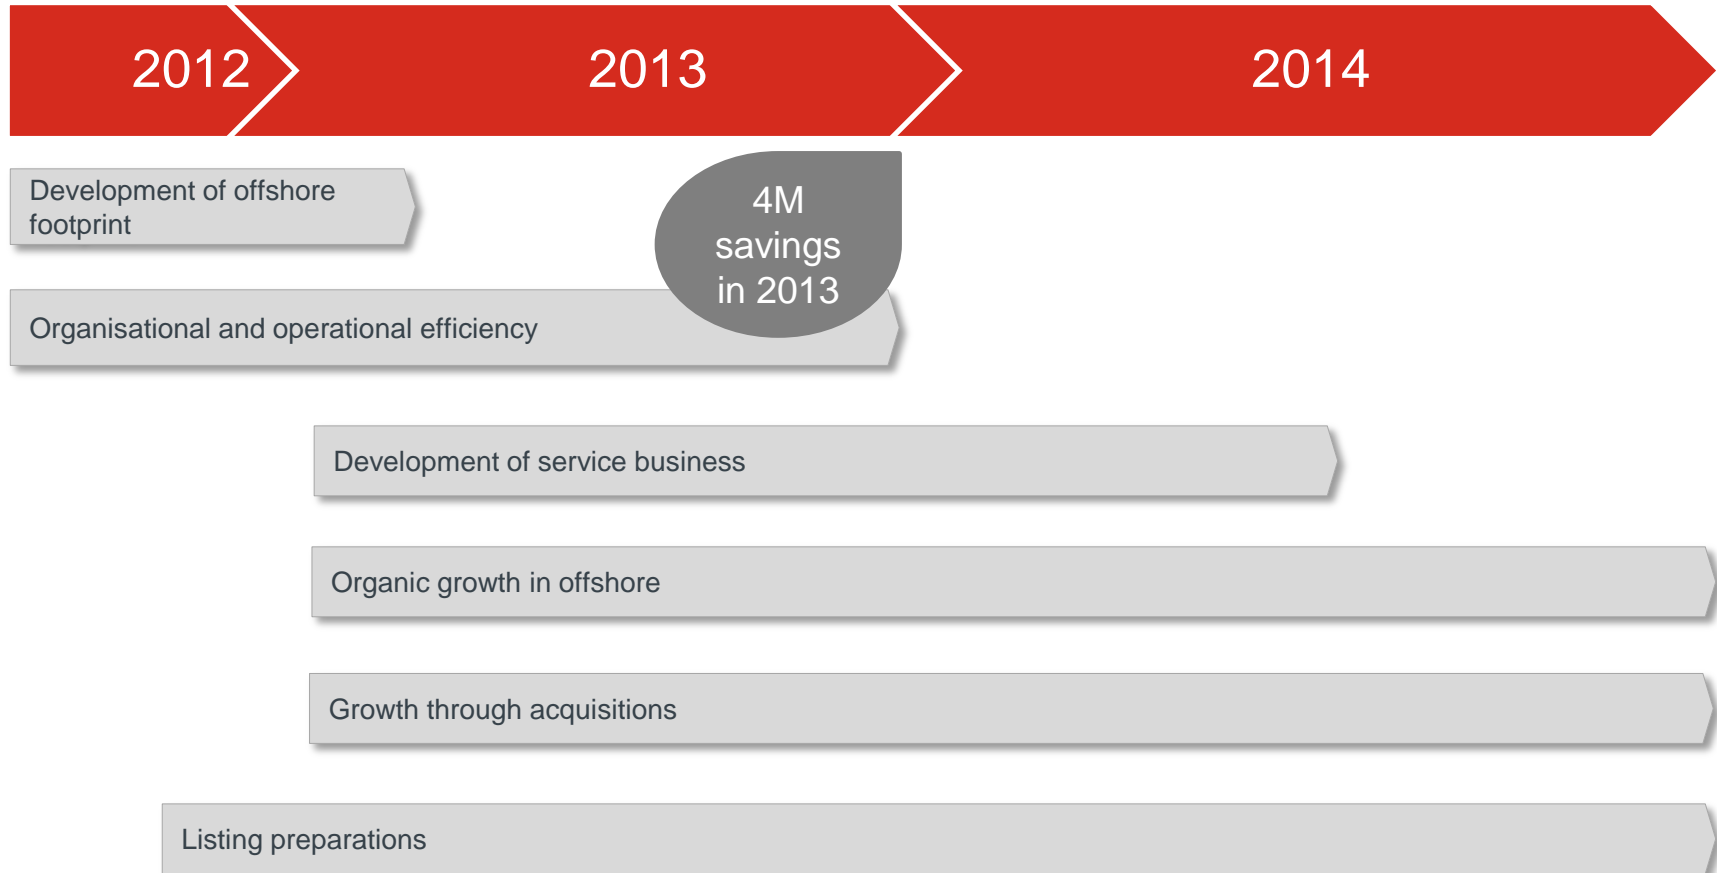 2012
2013
2014
Development of offshore
footprint
4M
savings
in 2013
Organisational and operational efficiency
Development of service business
Organic growth in offshore
Growth through acquisitions
Listing preparations